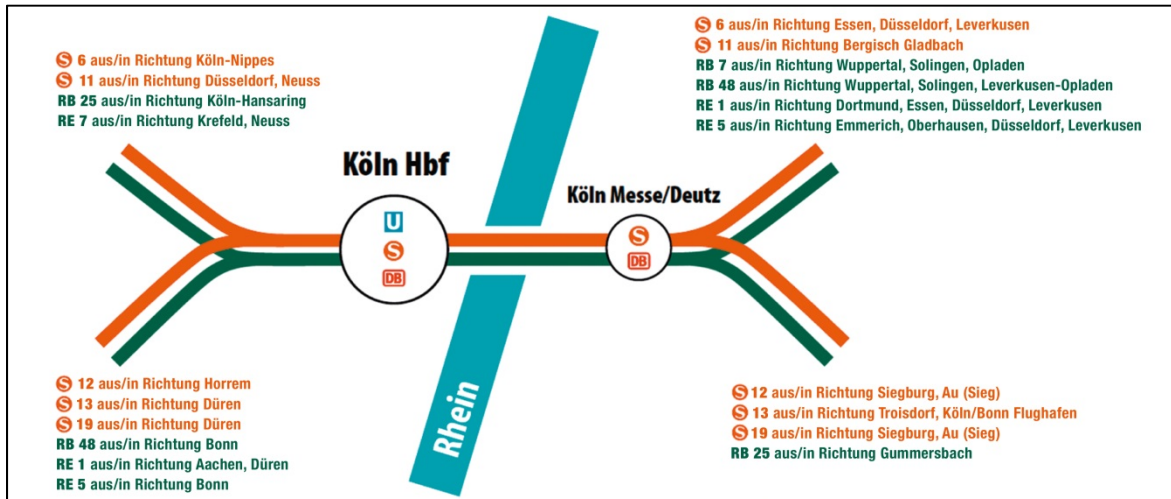 S 6 aus/in Richtung Köln-Nippes
S 11 aus/in Richtung Düsseldorf, Neuss
RB 25 aus/in Richtung Köln-Hansaring
RE 7 aus/in Richtung Krefeld, Neuss
S 6 aus/in Richtung Essen, Düsseldorf, Leverkusen
S 11 aus/in Richtung Bergisch Gladbach
RB 7 aus/in Richtung Wuppertal, Solingen, Opladen
RB 48 aus/in Richtung Wuppertal, Solingen, Leverkusen-Opladen
RE 1 aus/in Richtung Dortmund, Essen, Düsseldorf, Leverkusen
RE 5 aus/in Richtung Emmerich, Oberhausen, Düsseldorf, Leverkusen
Köln Hbf
U
S
DB
Köln Messe/Deutz
S
DB
Rhein
S 12 aus/in Richtung Horrem
S 13 aus/in Richtung Düren
S 19 aus/in Richtung Düren
RB 48 aus/in Richtung Bonn
RE 1 aus/in Richtung Aachen, Düren
RE 5 aus/in Richtung Bonn
S 12 aus/in Richtung Siegburg, Au (Sieg)
S 13 aus/in Richtung Troisdorf, Köln/Bonn Flughafen
S 19 aus/in Richtung Siegburg, Au (Sieg)
RB 25 aus/in Richtung Gummersbach